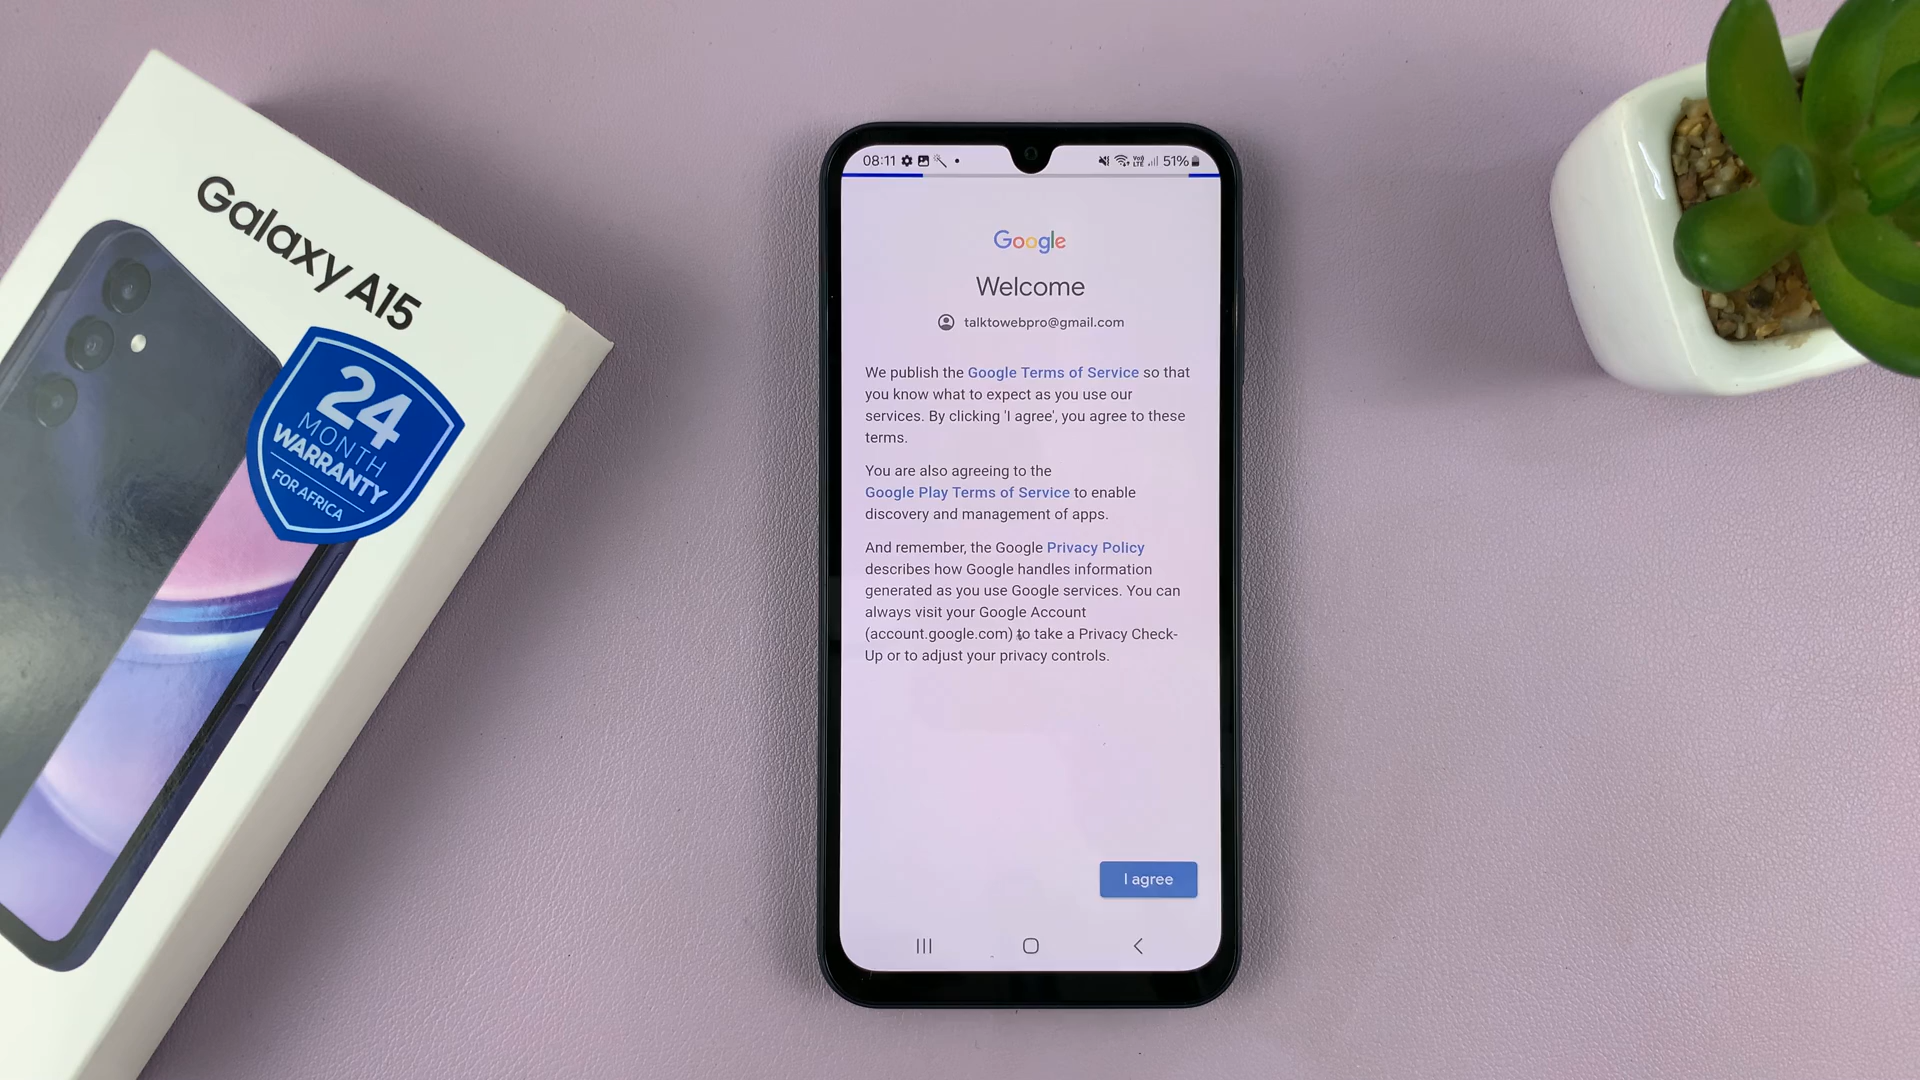 Galaxy A15
24
MONTH
WARRANTY
FOR AFRICA
08:11
51%
Google
Welcome
talktowebpro@gmail.com
We publish the Google Terms of Service so that
you know what to expect as you use our
services. By clicking 'I agree', you agree to these
terms.
You are also agreeing to the
Google Play Terms of Service to enable
discovery and management of apps.
And remember, the Google Privacy Policy
describes how Google handles information
generated as you use Google services. You can
always visit your Google Account
(account.google.com) to take a Privacy Check-
Up or to adjust your privacy controls.
I agree